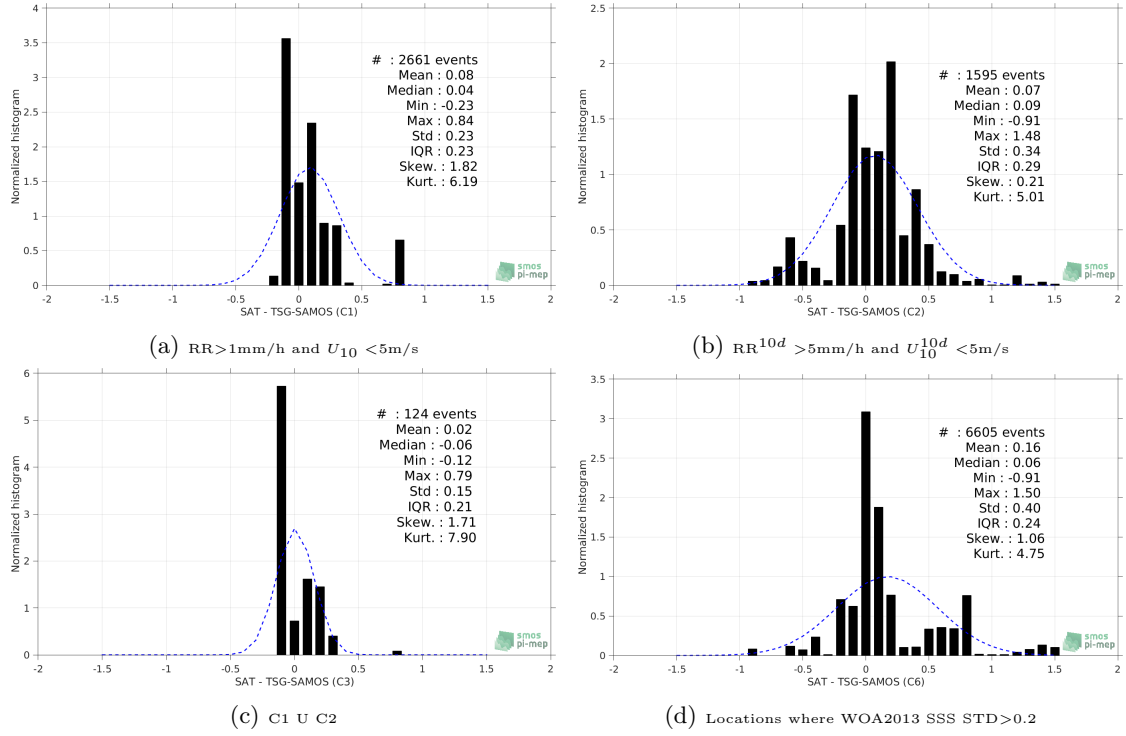 4
3.5
3
2.5
2
1.5
1
0.5
0
Normalized histogram
# : 2661 events
Mean : 0.08
Median : 0.04
Min : -0.23
Max : 0.84
Std : 0.23
IQR : 0.23
Skew. : 1.82
Kurt. : 6.19
smos
pi-mep
-2 -1.5 -1 -0.5 0 0.5 1 1.5 2
SAT - TSG-SAMOS (C1)
(a) RR>1mm/h and U10 <5m/s
2.5
2
1.5
1
0.5
0
Normalized histogram
# : 1595 events
Mean : 0.07
Median : 0.09
Min : -0.91
Max : 1.48
Std : 0.34
IQR : 0.29
Skew. : 0.21
Kurt. : 5.01
smos
pi-mep
-2 -1.5 -1 -0.5 0 0.5 1 1.5 2
SAT - TSG-SAMOS (C2)
(b) RR^10d >5mm/h and U_10^10d <5m/s
6
5
4
3
2
1
0
Normalized histogram
# : 124 events
Mean : 0.02
Median : -0.06
Min : -0.12
Max : 0.79
Std : 0.15
IQR : 0.21
Skew. : 1.71
Kurt. : 7.90
smos
pi-mep
-2 -1.5 -1 -0.5 0 0.5 1 1.5 2
SAT - TSG-SAMOS (C3)
(c) C1 U C2
3.5
3
2.5
2
1.5
1
0.5
0
Normalized histogram
# : 6605 events
Mean : 0.16
Median : 0.06
Min : -0.91
Max : 1.50
Std : 0.40
IQR : 0.24
Skew. : 1.06
Kurt. : 4.75
smos
pi-mep
-2 -1.5 -1 -0.5 0 0.5 1 1.5 2
SAT - TSG-SAMOS (C6)
(d) Locations where WOA2013 SSS STD>0.2